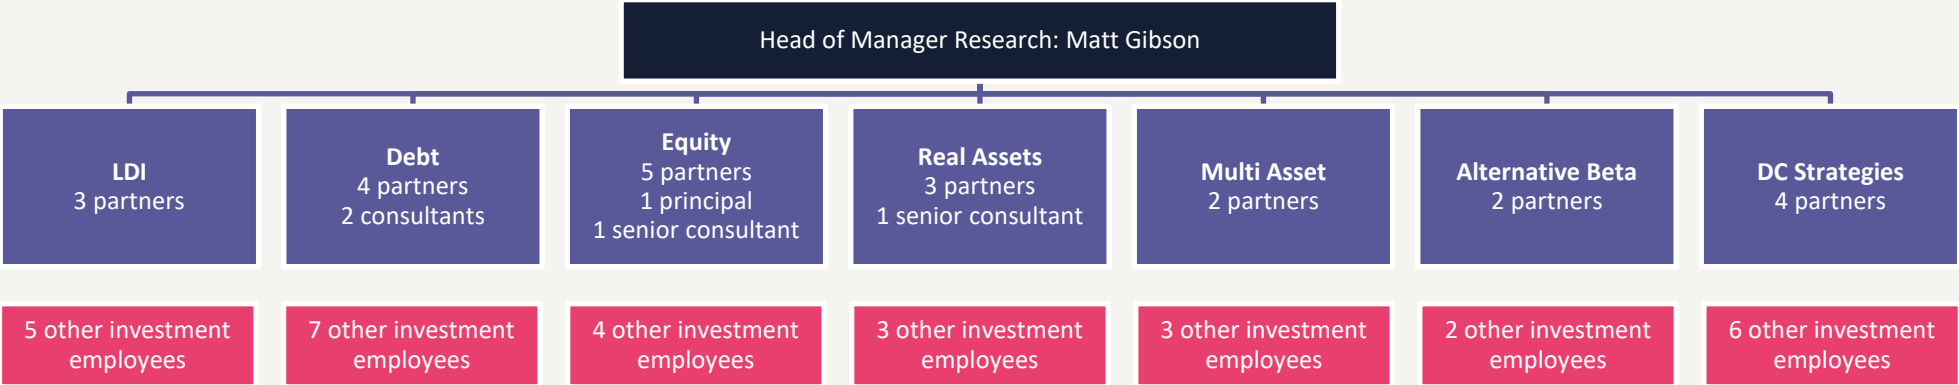 Head of Manager Research: Matt Gibson
LDI
3 partners
Debt
4 partners
2 consultants
Equity
5 partners
1 principal
1 senior consultant
Real Assets
3 partners
1 senior consultant
Multi Asset
2 partners
Alternative Beta
2 partners
DC Strategies
4 partners
5 other investment
employees
7 other investment
employees
4 other investment
employees
3 other investment
employees
3 other investment
employees
2 other investment
employees
6 other investment
employees